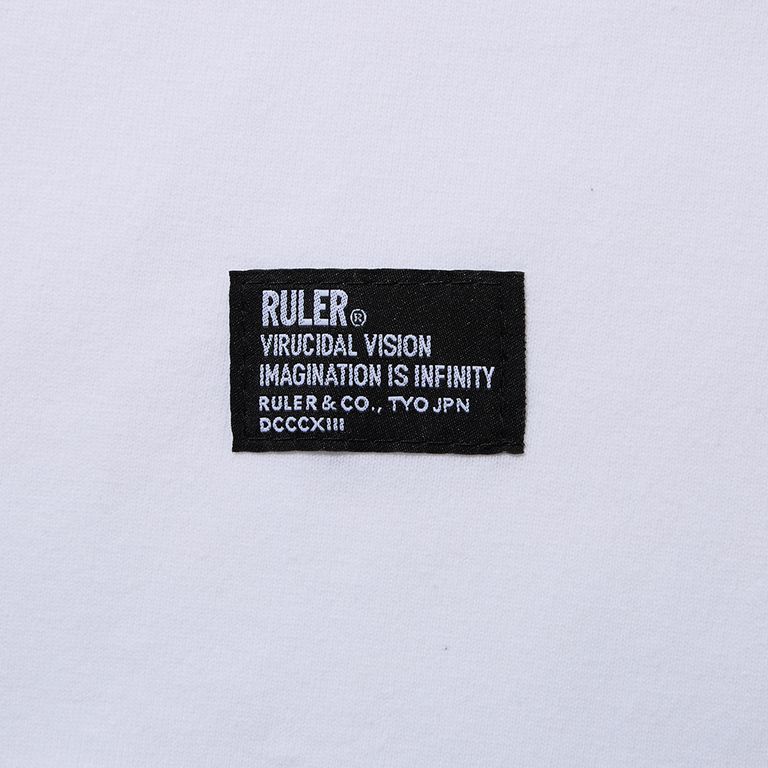 RULER®
VIRUCIDAL VISION
IMAGINATION IS INFINITY
RULER & CO., TYO JPN
DCCCXIII